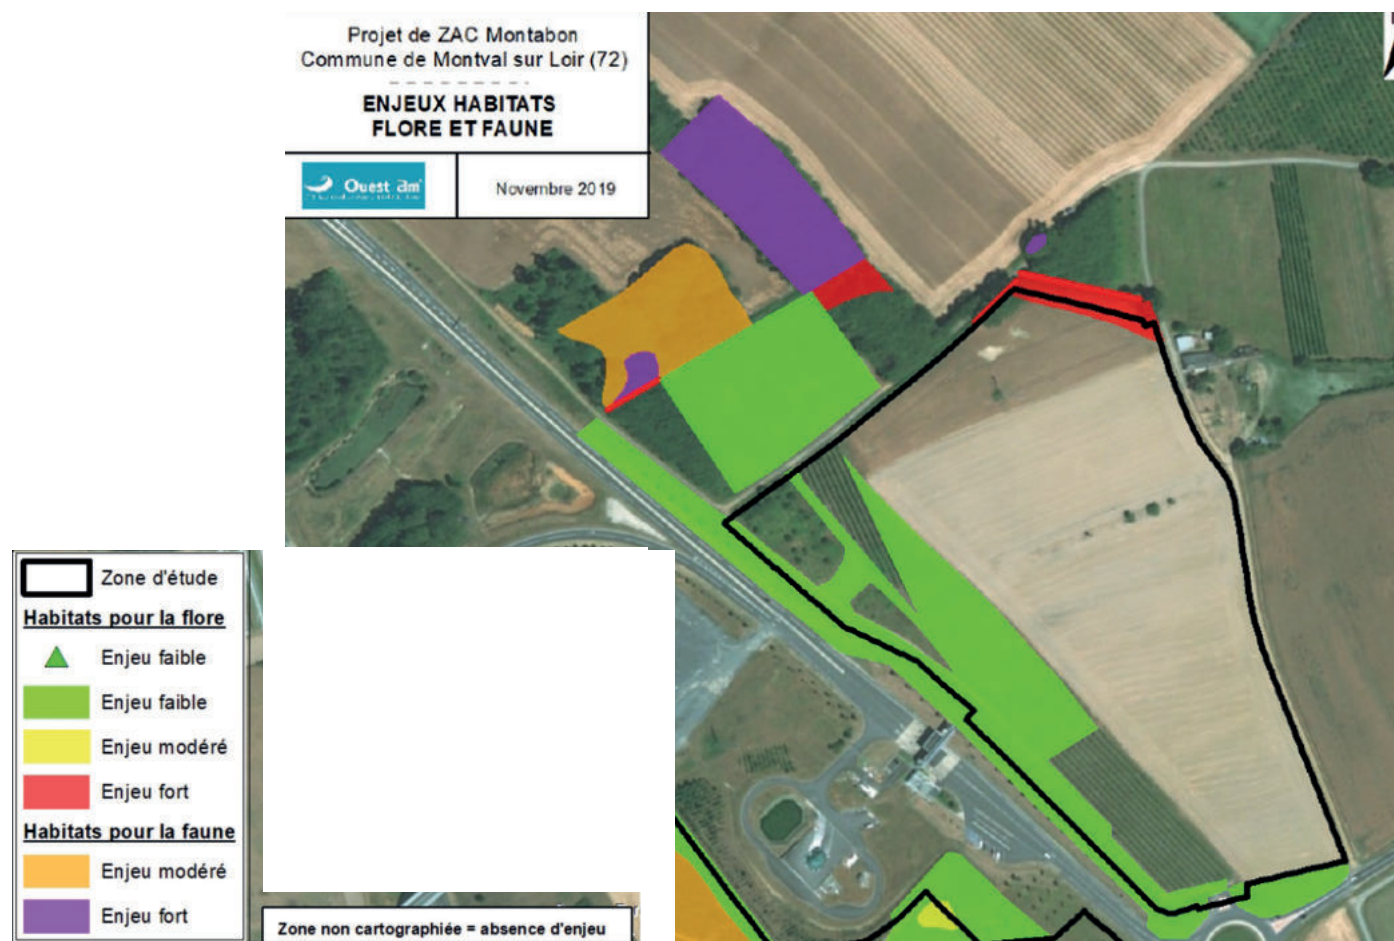 Projet de ZAC Montabon
Commune de Montval sur Loir (72)
ENJEUX HABITATS
FLORE ET FAUNE
Ouest am'
Novembre 2019
Zone d'étude
Habitats pour la flore
Enjeu faible
Enjeu faible
Enjeu modéré
Enjeu fort
Habitats pour la faune
Enjeu modéré
Enjeu fort
Zone non cartographiée = absence d'enjeu